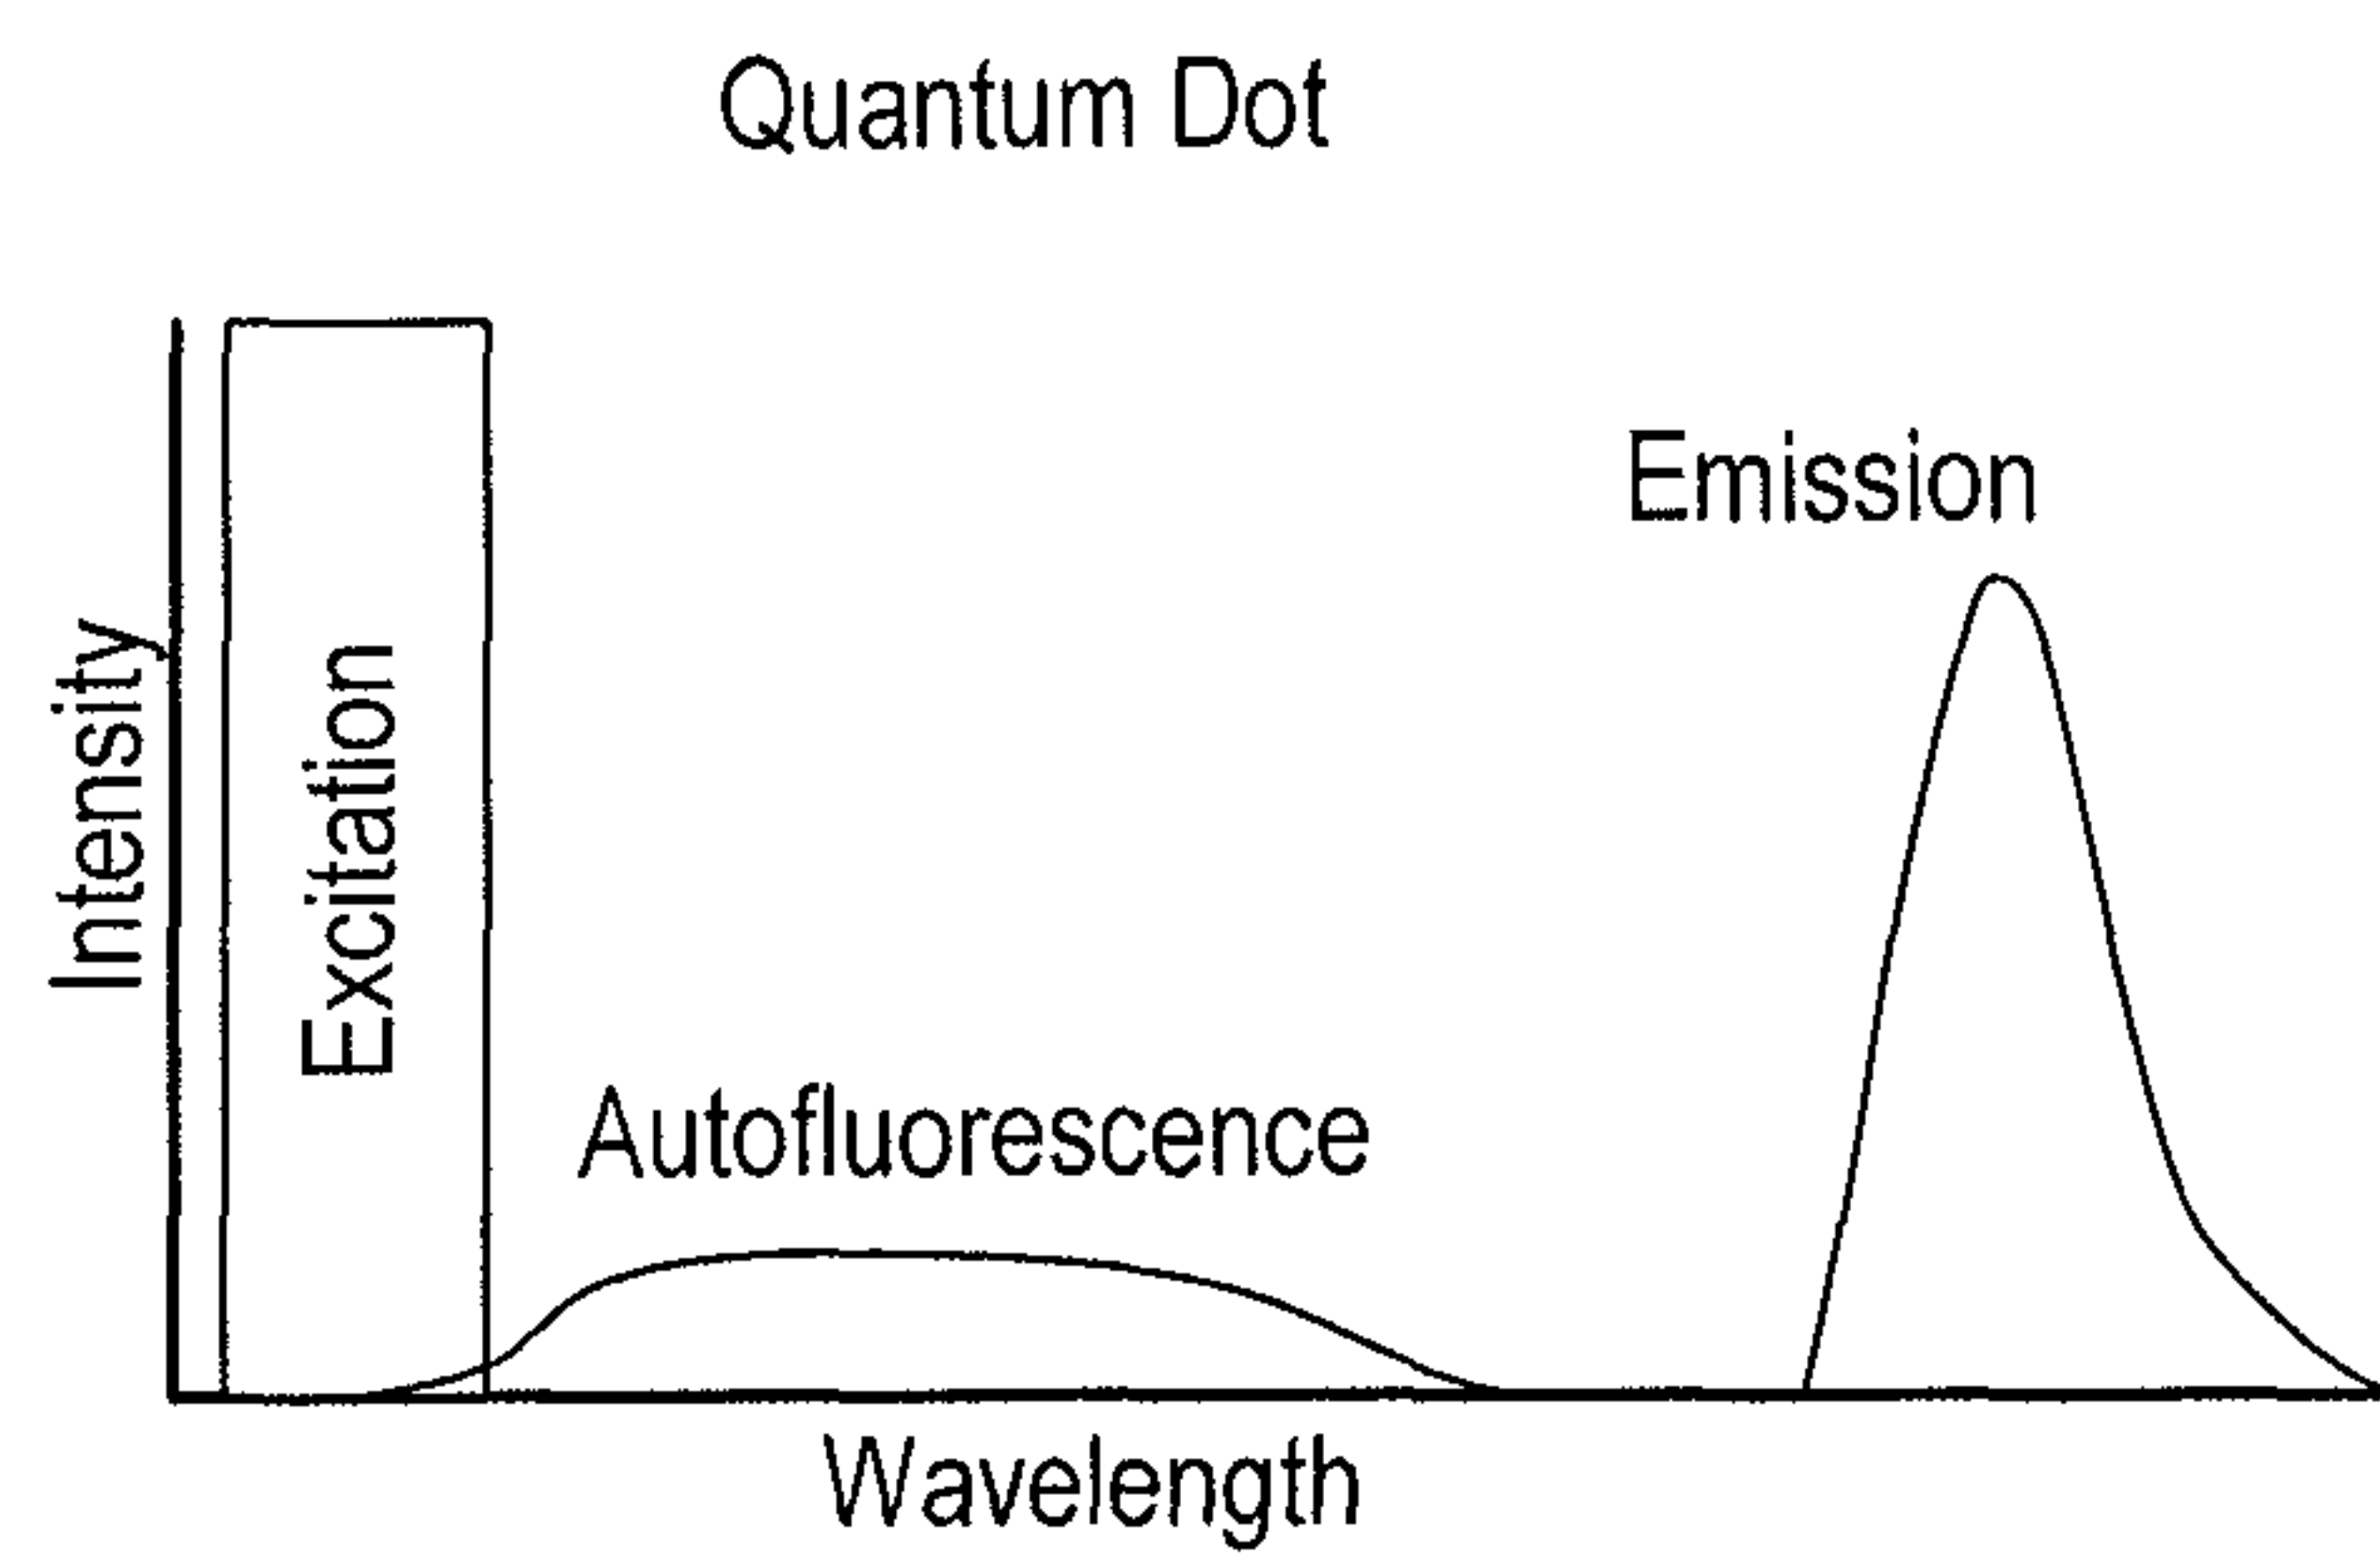 Quantum Dot
Emission
Intensity
Excitation
Autofluorescence
Wavelength